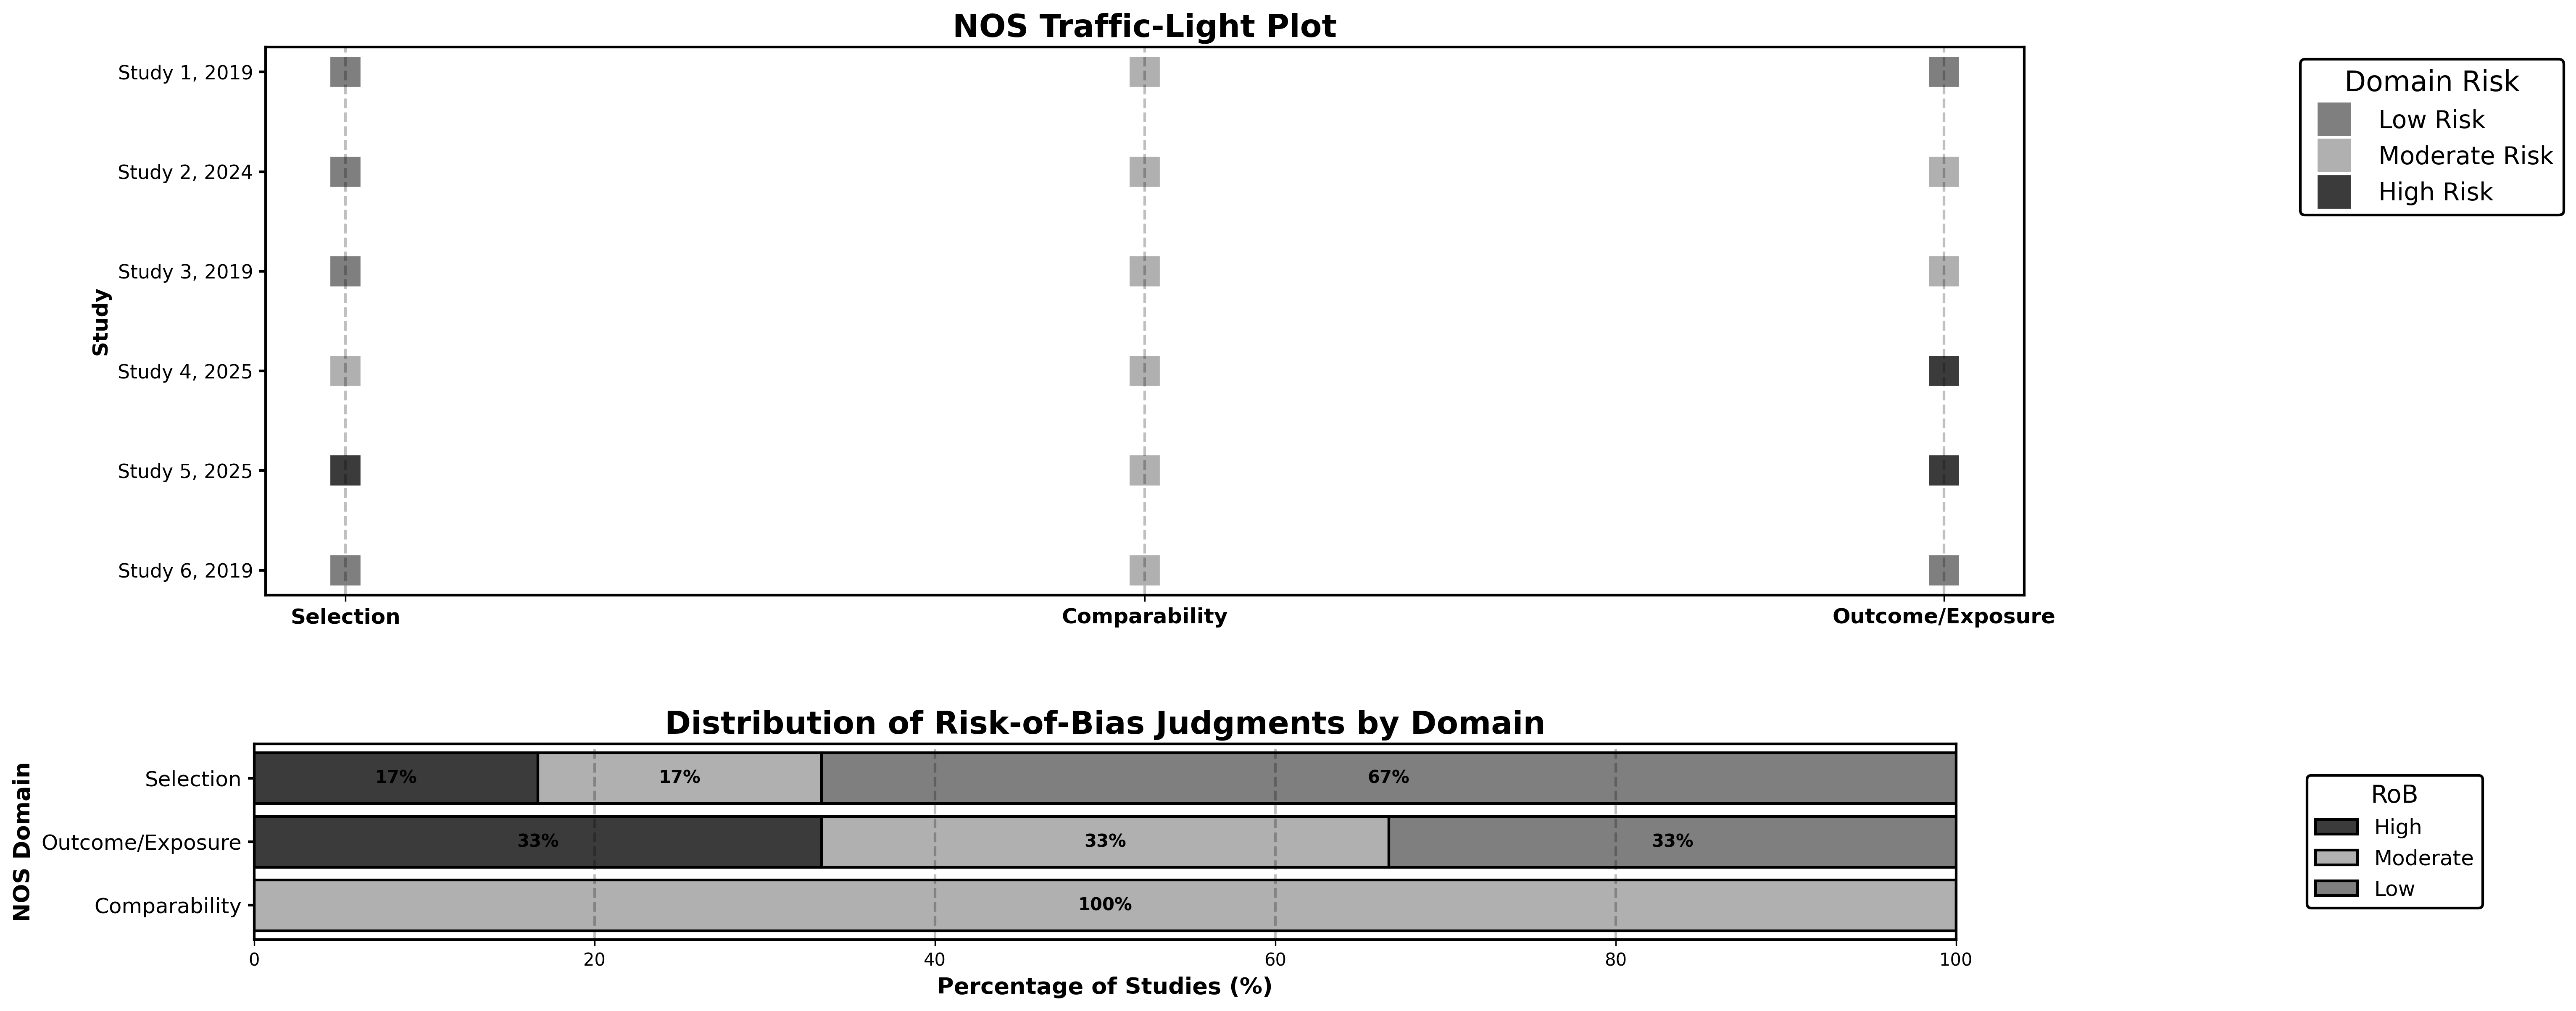 NOS Traffic-Light Plot
Study
Study 1, 2019
Study 2, 2024
Study 3, 2019
Study 4, 2025
Study 5, 2025
Study 6, 2019
Selection
Comparability
Outcome/Exposure
Domain Risk
Low Risk
Moderate Risk
High Risk
Distribution of Risk-of-Bias Judgments by Domain
NOS Domain
Selection
17%
17%
67%
Outcome/Exposure
33%
33%
33%
Comparability
100%
0
20
40
60
80
100
Percentage of Studies (%)
RoB
High
Moderate
Low